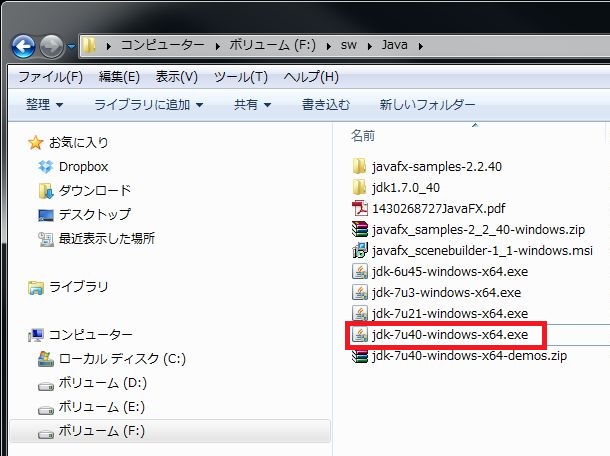 コンピューター ▸ ボリューム (F:) ▸ sw ▸ Java ▸
ファイル(F) 編集(E) 表示(V) ツール(T) ヘルプ(H)
整理 ▼ ライブラリに追加 ▼ 共有 ▼ 書き込む 新しいフォルダー
お気に入り
Dropbox
ダウンロード
デスクトップ
最近表示した場所
ライブラリ
コンピューター
ローカル ディスク (C:)
ボリューム (D:)
ボリューム (E:)
ボリューム (F:)
名前
javafx-samples-2.2.40
jdk1.7.0_40
1430268727JavaFX.pdf
javafx_samples-2_2_40-windows.zip
javafx_scenebuilder-1_1-windows.msi
jdk-6u45-windows-x64.exe
jdk-7u3-windows-x64.exe
jdk-7u21-windows-x64.exe
jdk-7u40-windows-x64.exe
jdk-7u40-windows-x64-demos.zip